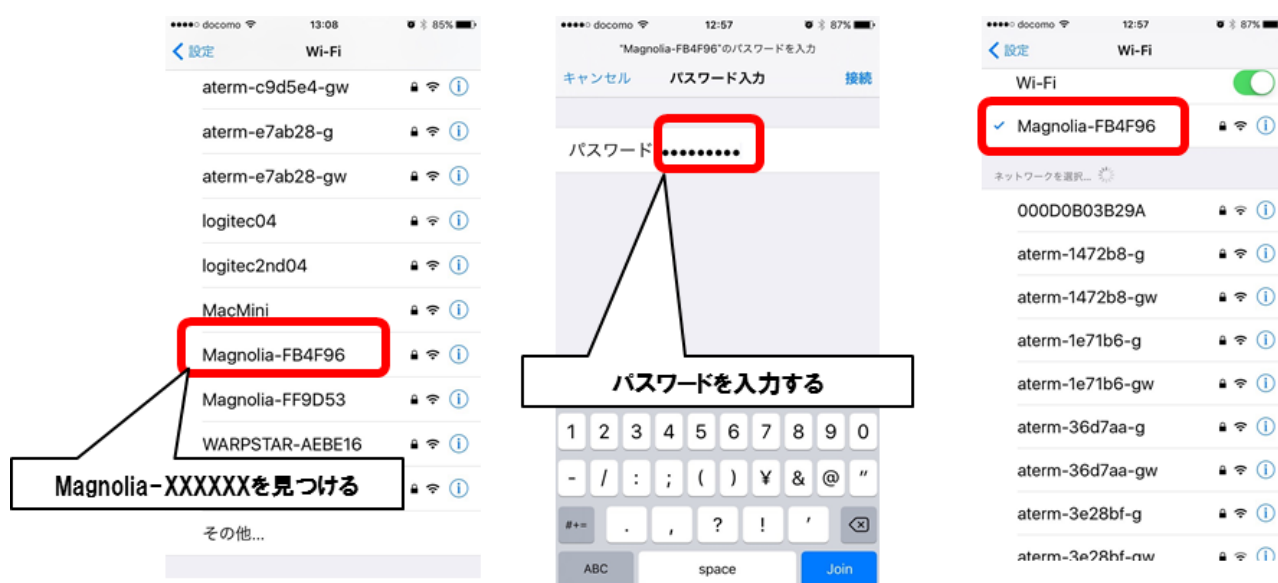 docomo 13:08 85%
設定 Wi-Fi
aterm-c9d5e4-gw
aterm-e7ab28-g
aterm-e7ab28-gw
logitec04
logitec2nd04
MacMini
Magnolia-FB4F96
Magnolia-FF9D53
WARPSTAR-AEBE16
Magnolia-XXXXXXを見つける
その他...
docomo 12:57 87%
"Magnolia-FB4F96"のパスワードを入力
キャンセル パスワード入力 接続
パスワード •••••••••
パスワードを入力する
1 2 3 4 5 6 7 8 9 0
- / : ; ( ) ¥ & @ "
#+= . , ? ! '
ABC space Join
docomo 12:57 87%
設定 Wi-Fi
Wi-Fi
Magnolia-FB4F96
ネットワークを選択...
000D0B03B29A
aterm-1472b8-g
aterm-1472b8-gw
aterm-1e71b6-g
aterm-1e71b6-gw
aterm-36d7aa-g
aterm-36d7aa-gw
aterm-3e28bf-g
aterm-3e28bf-gw